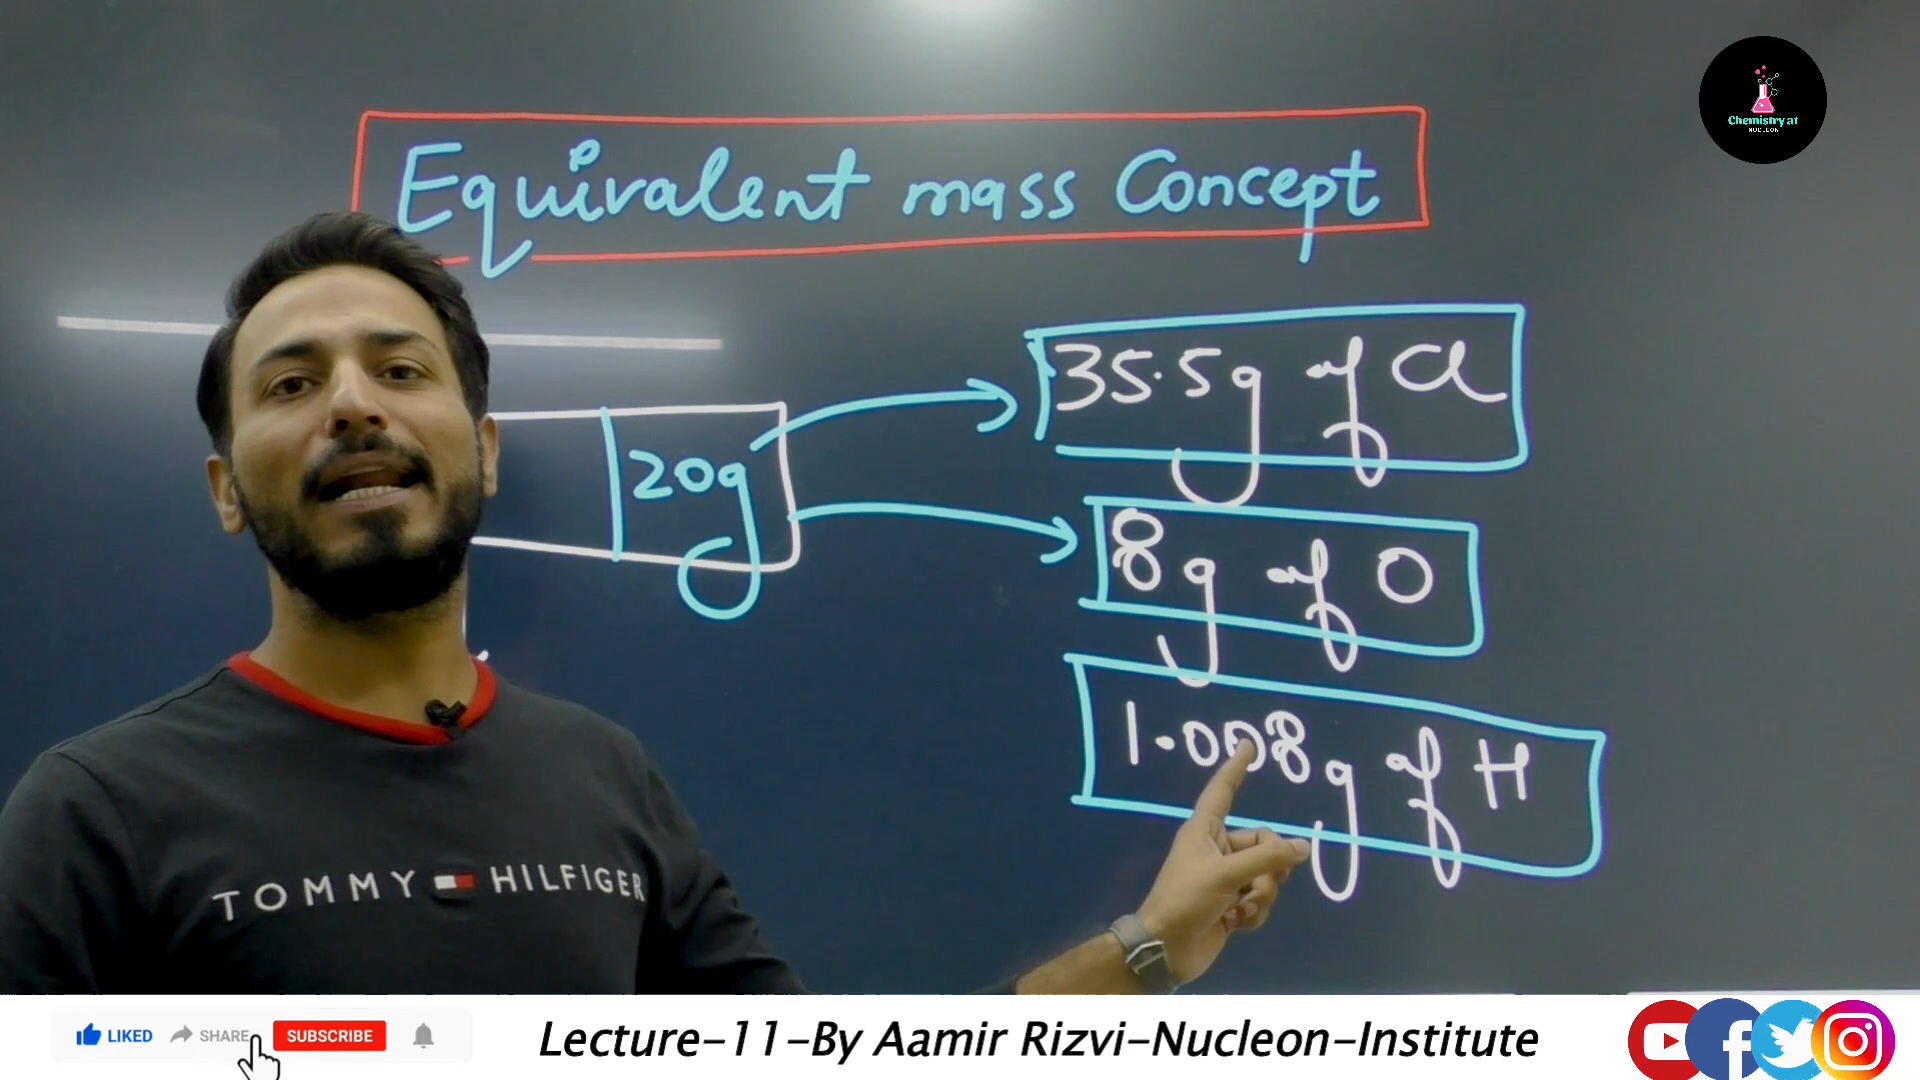 Chemistry at
NUCLEON
Equivalent mass Concept
20g
35.5g of Cl
8g of O
1.008g of H
TOMMY HILFIGER
LIKED SHARE SUBSCRIBE
Lecture-11-By Aamir Rizvi-Nucleon-Institute